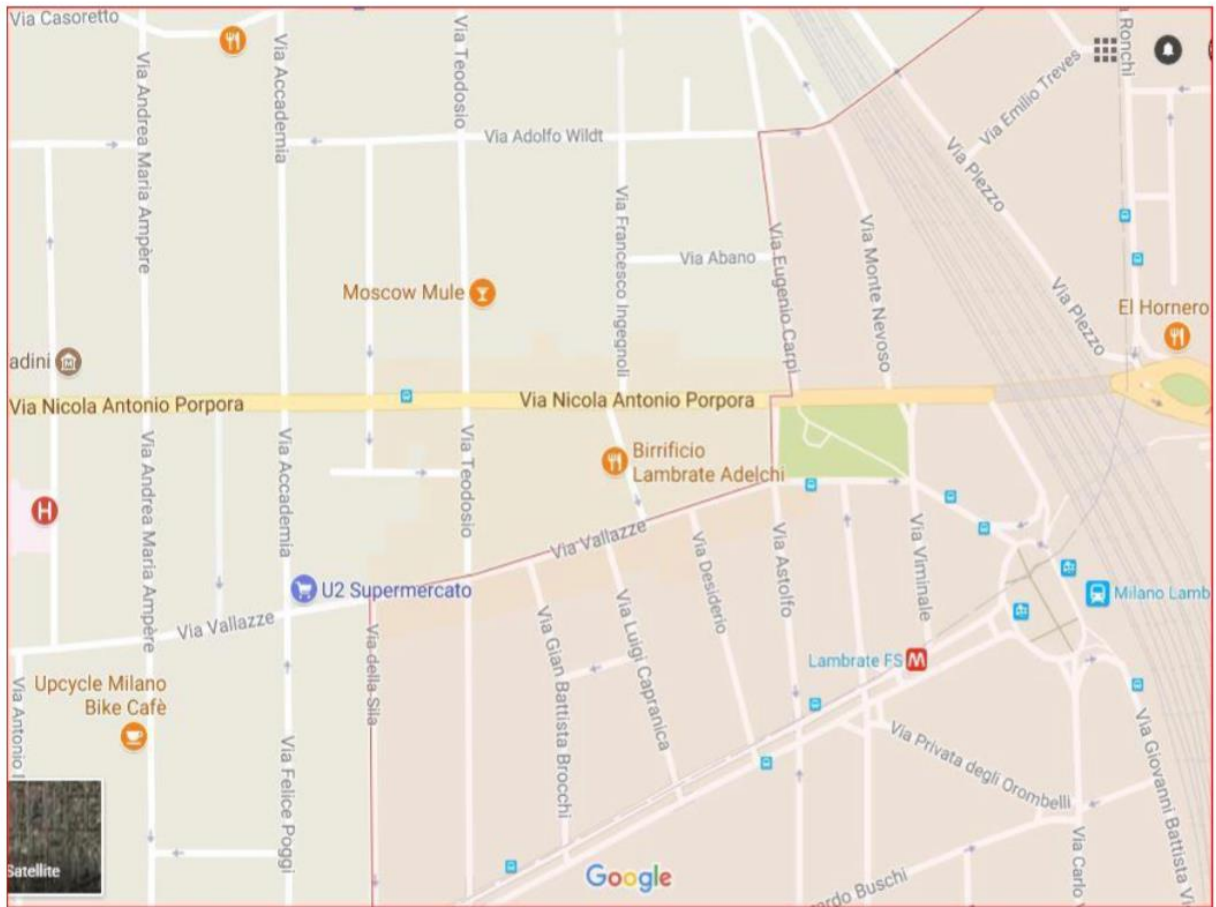 Via Casoretto
Via Andrea Maria Ampère
Via Accademia
Via Teodosio
Via Adolfo Wildt
Via Francesco Ingegnoli
Via Abano
Via Eugenio Carpi
Via Monte Nevoso
Via Plezzo
Via Emilio Treves
Ronchi
Via Plezzo
El Hornero
Moscow Mule
adini
Via Nicola Antonio Porpora
Via Nicola Antonio Porpora
Birrificio
Lambrate Adelchi
H
Via Andrea Maria Ampère
Via Accademia
Via Teodosio
Via Vallazze
Via Desiderio
Via Astolfo
Via Viminale
U2 Supermercato
Milano Lamb
Via Vallazze
Via della Sila
Via Gian Battista Brocchi
Via Luigi Capranica
Lambrate FS M
Upcycle Milano
Bike Cafè
Via Antonio
Via Felice Poggi
Via Privata degli Orombelli
Via Giovanni Battista Vi
Via Carlo
Satellite
Google
ardo Buschi